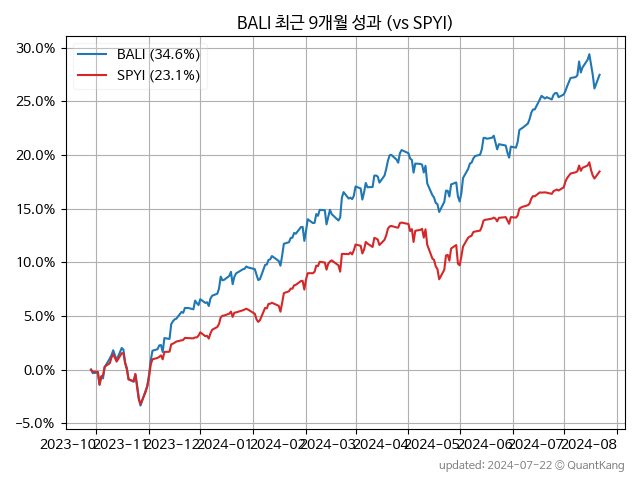 BALI 최근 9개월 성과 (vs SPYI)
BALI (34.6%)
SPYI (23.1%)
30.0%
25.0%
20.0%
15.0%
10.0%
5.0%
0.0%
−5.0%
2023−10 2023−11 2023−12 2024−01 2024−02 2024−03 2024−04 2024−05 2024−06 2024−07 2024−08
updated: 2024-07-22 © QuantKang